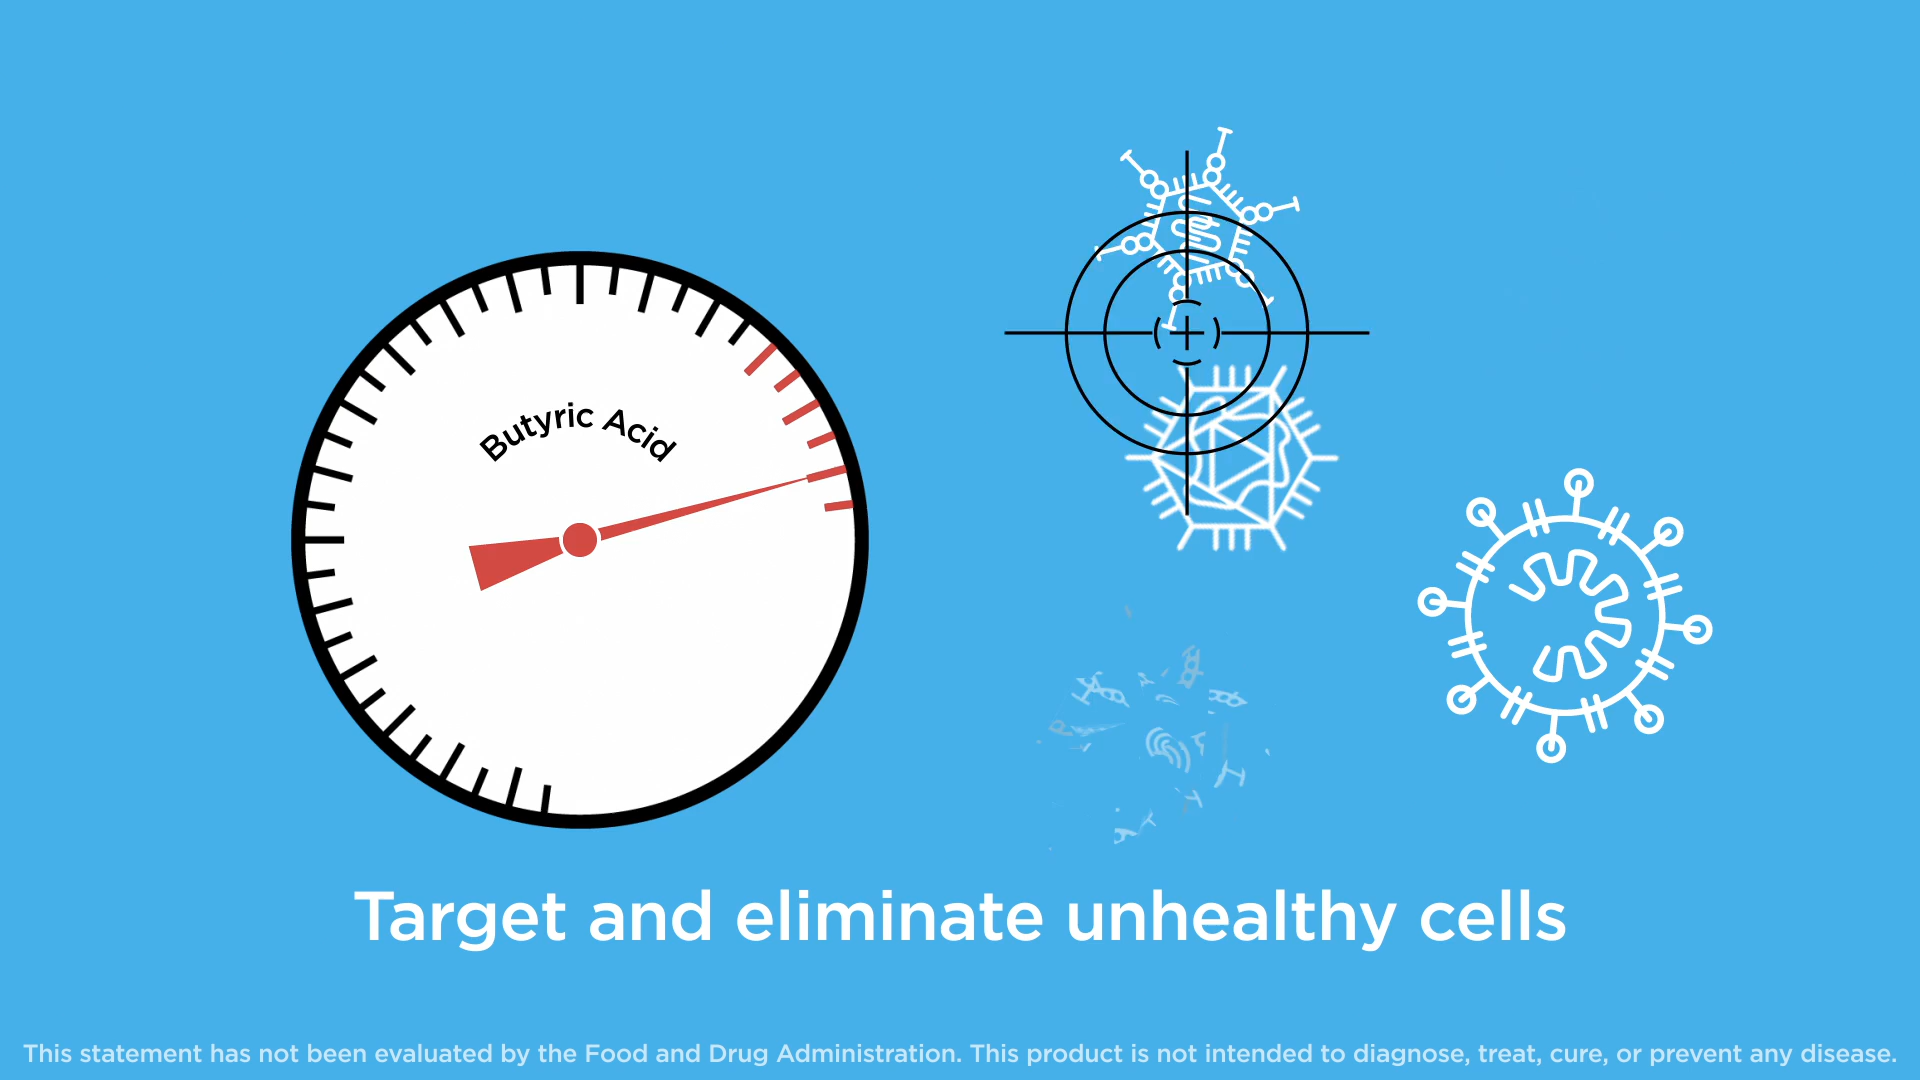 Butyric Acid
Target and eliminate unhealthy cells
This statement has not been evaluated by the Food and Drug Administration. This product is not intended to diagnose, treat, cure, or prevent any disease.